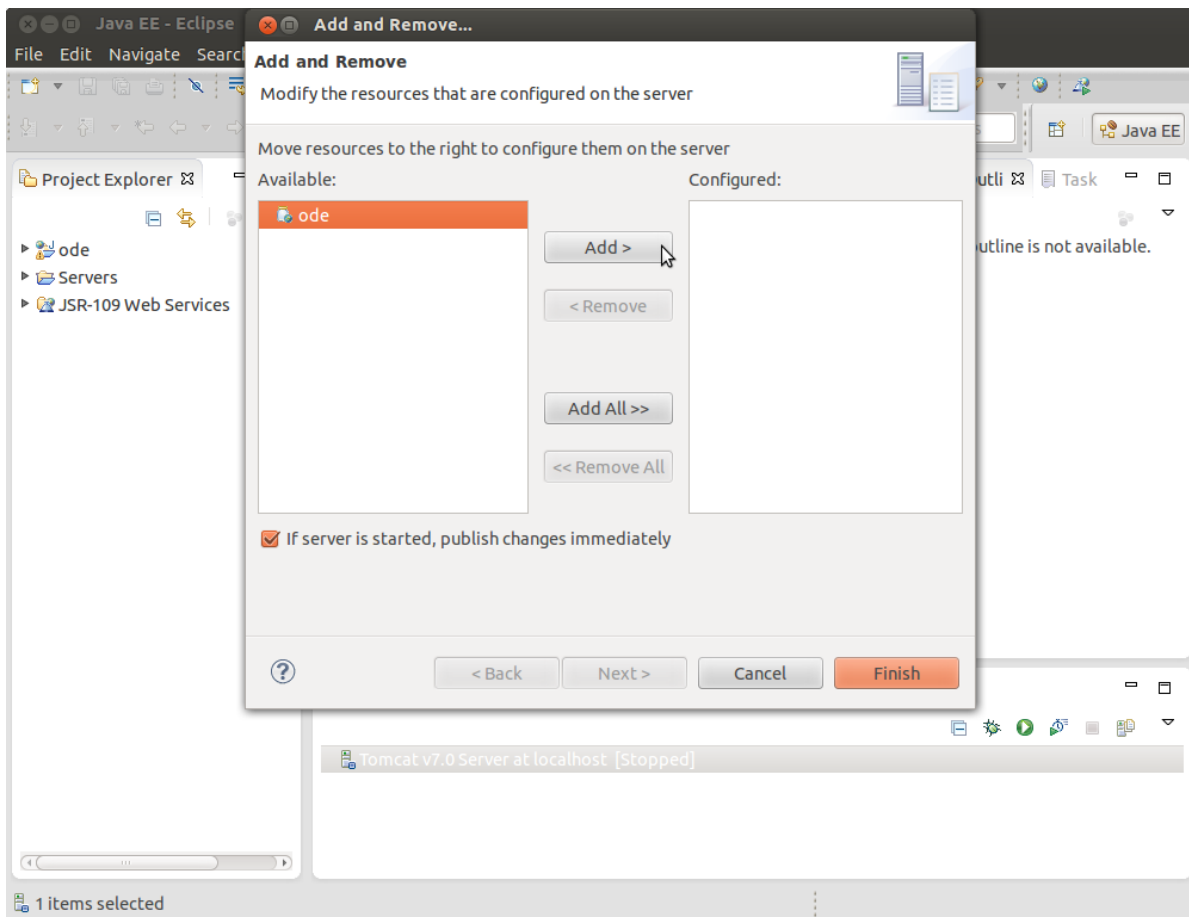 Java EE - Eclipse
Add and Remove...
File Edit Navigate Search
Add and Remove
Modify the resources that are configured on the server
Java EE
Move resources to the right to configure them on the server
Project Explorer
Available:
Configured:
utli
Task
ode
Add >
ode
utline is not available.
Servers
< Remove
JSR-109 Web Services
Add All >>
<< Remove All
If server is started, publish changes immediately
< Back
Next >
Cancel
Finish
Tomcat v7.0 Server at localhost [Stopped]
1 items selected